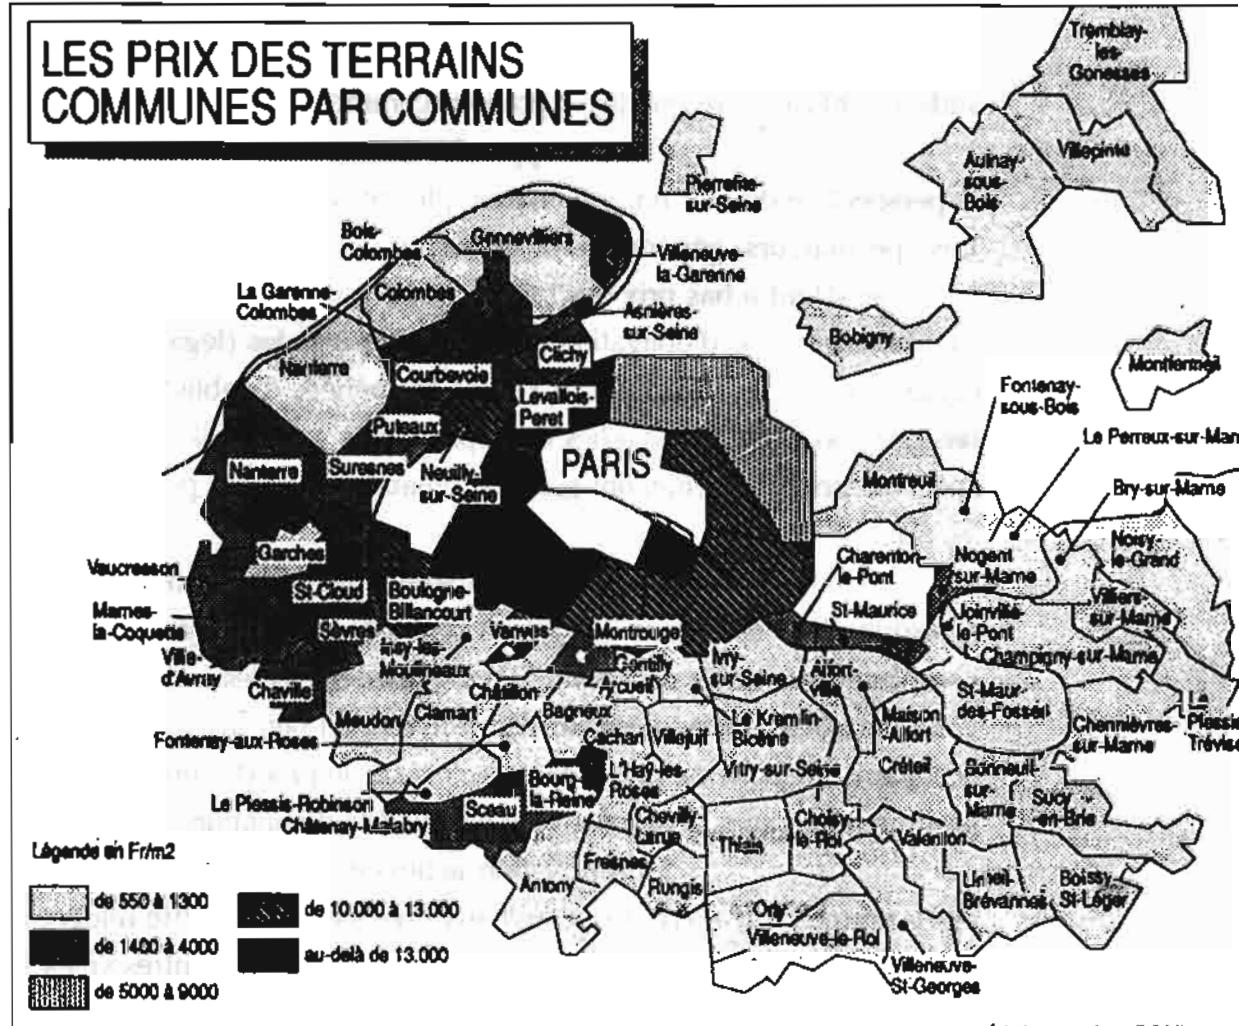 LES PRIX DES TERRAINS
COMMUNES PAR COMMUNES
Tremblay-
les-
Gonesses
Villepinte
Aulnay-
sous-
Bois
Pierrefite-
sur-Seine
Bois-
Colombes
Gennevilliers
Villeneuve-
la-Garenne
La Garenne-
Colombes
Colombes
Asnières-
sur-Seine
Bobigny
Montfermeil
Nanterre
Courbevoie
Clichy
Levallois-
Peret
Fontenay-
sous-Bois
Puteaux
Le Perreux-sur-Mar
Nanterre
Suresnes
Neuilly-
sur-Seine
PARIS
Montreuil
Bry-sur-Marne
Garches
Charenton-
le-Pont
Nogent
sur-Marne
Noisy-
le-Grand
Vaucresson
St-Cloud
Boulogne-
Billancourt
St-Maurice
Villiers-
sur-Marne
Marnes-
la-Coquette
Sèvres
Issy-les-
Moulineaux
Vanves
Montrouge
Joinville-
le-Pont
Champigny-sur-Marne
Ville-
d'Avray
Chaville
Gentilly
Ivry-
sur-Seine
Alfort-
ville
Châtillon
Arcueil
St-Maur-
des-Fossés
Meudon
Clamart
Bagneux
Le Kremlin-
Bicêtre
Maison-
Alfort
Chennièvres-
sur-Marne
Le
Plessis-
Trévise
Fontenay-aux-Roses
Cachan
Villejuif
Vitry-sur-Seine
Créteil
Bourg-
la-Reine
L'Haÿ-les-
Roses
Bonneuil-
sur-
Marne
Sucy-
en-Brie
Le Plessis-Robinson
Châtenay-Malabry
Sceau
Chevilly-
Larue
Thiais
Choisy-
le-Roi
Valenton
Antony
Fresnes
Rungis
Limeil-
Brévannes
Boissy-
St-Léger
Orly
Villeneuve-le-Roi
Villeneuve-
St-Georges
Légende en Fr/m2
de 550 à 1300
de 1400 à 4000
de 5000 à 9000
de 10.000 à 13.000
au-delà de 13.000